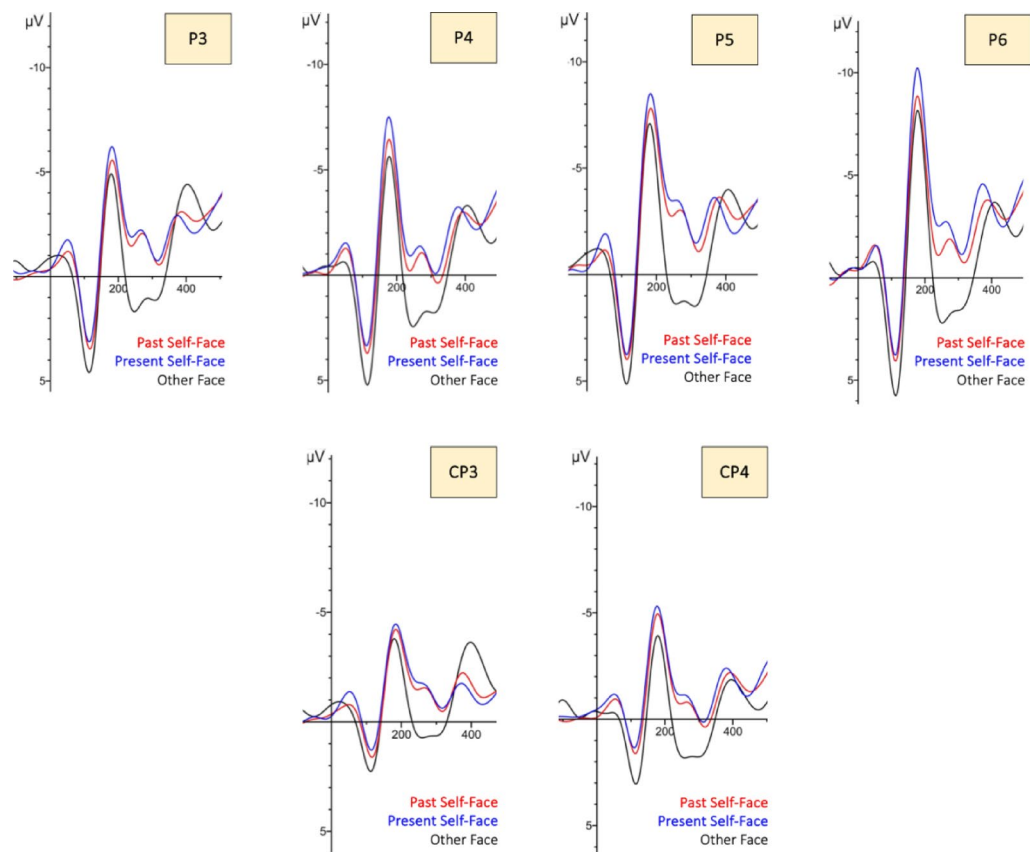 µV
P3
-10
-5
200
400
5
Past Self-Face
Present Self-Face
Other Face
µV
P4
-10
-5
200
400
5
Past Self-Face
Present Self-Face
Other Face
µV
P5
-10
-5
200
400
5
Past Self-Face
Present Self-Face
Other Face
µV
P6
-10
-5
200
400
5
Past Self-Face
Present Self-Face
Other Face
µV
CP3
-10
-5
200
400
5
Past Self-Face
Present Self-Face
Other Face
µV
CP4
-10
-5
200
400
5
Past Self-Face
Present Self-Face
Other Face